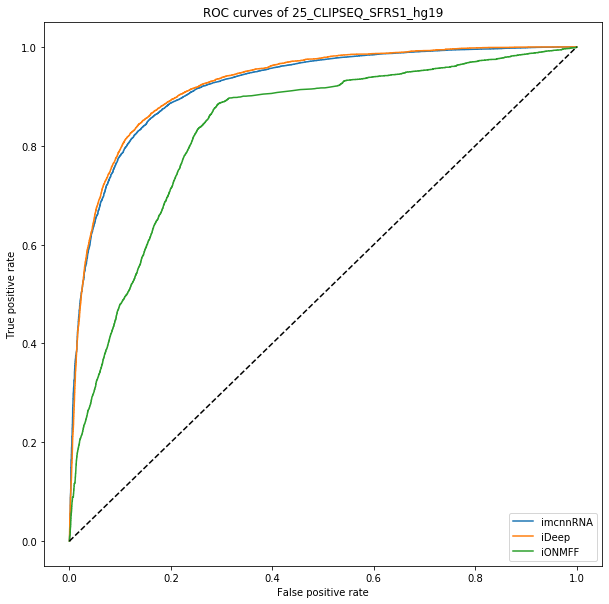 ROC curves of 25_CLIPSEQ_SFRS1_hg19
True positive rate
1.0
0.8
0.6
0.4
0.2
0.0
0.0
0.2
0.4
0.6
0.8
1.0
False positive rate
imcnnRNA
iDeep
iONMFF